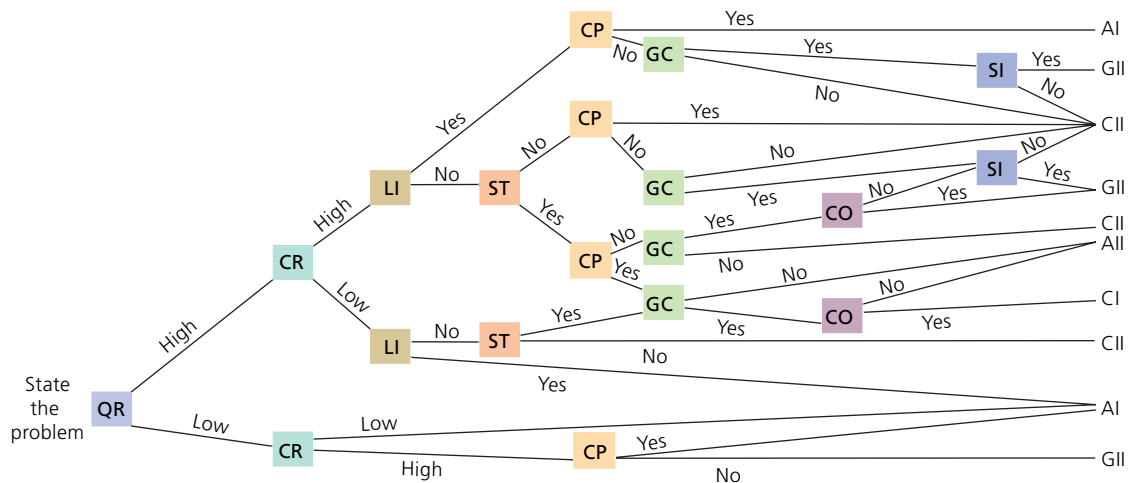 Yes
AI
CP
No
GC
Yes
SI
Yes
GII
No
No
Yes
CP
Yes
CII
No
No
No
No
LI
No
ST
GC
SI
Yes
GII
Yes
No
Yes
High
Yes
CO
Yes
No
GC
CII
CR
CP
No
AII
Yes
No
Low
GC
No
CI
Yes
CO
Yes
Yes
High
No
ST
CII
LI
No
Yes
State
the
problem
QR
AI
Low
Low
Yes
CR
CP
GII
High
No